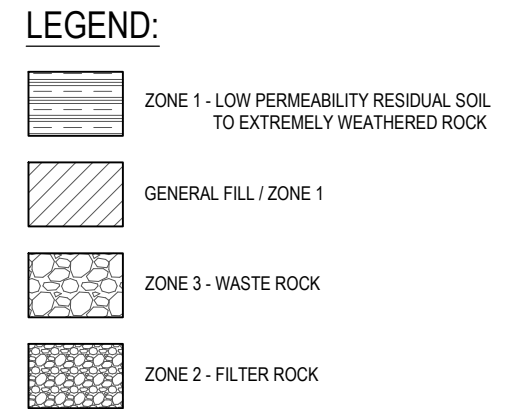 LEGEND:
ZONE 1 - LOW PERMEABILITY RESIDUAL SOIL
TO EXTREMELY WEATHERED ROCK
GENERAL FILL / ZONE 1
ZONE 3 - WASTE ROCK
ZONE 2 - FILTER ROCK